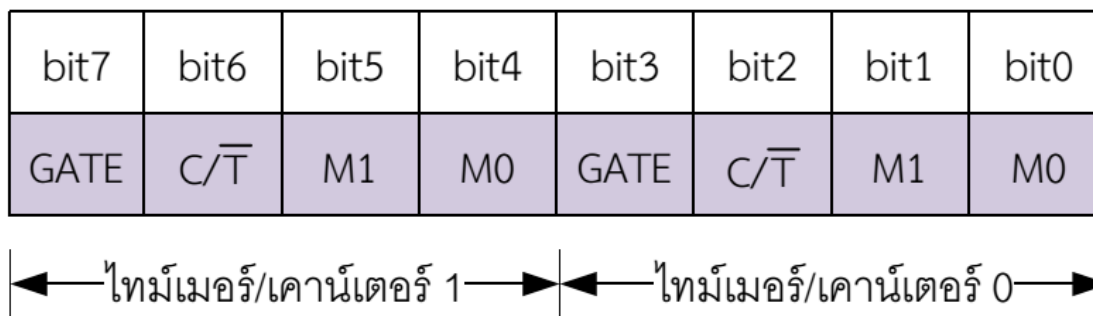 bit7 bit6 bit5 bit4 bit3 bit2 bit1 bit0
GATE C/T̅ M1 M0 GATE C/T̅ M1 M0
ไทม์เมอร์/เคาน์เตอร์ 1 ไทม์เมอร์/เคาน์เตอร์ 0